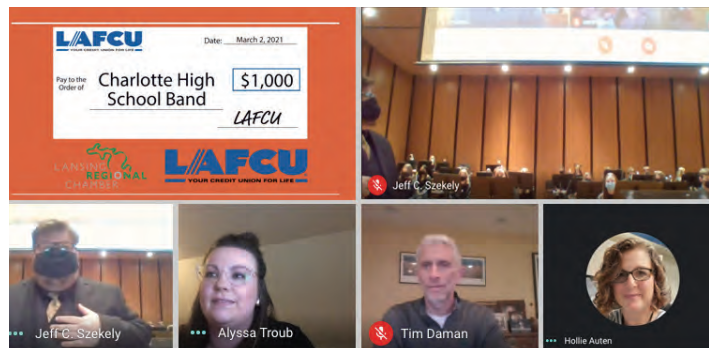 LAFCU
YOUR CREDIT UNION FOR LIFE
Date: March 2, 2021
Pay to the
Order of
Charlotte High
School Band
$1,000
LAFCU
LANSING
REGIONAL
CHAMBER
LAFCU
YOUR CREDIT UNION FOR LIFE
Jeff C. Szekely
Jeff C. Szekely
Alyssa Troub
Tim Daman
Hollie Auten